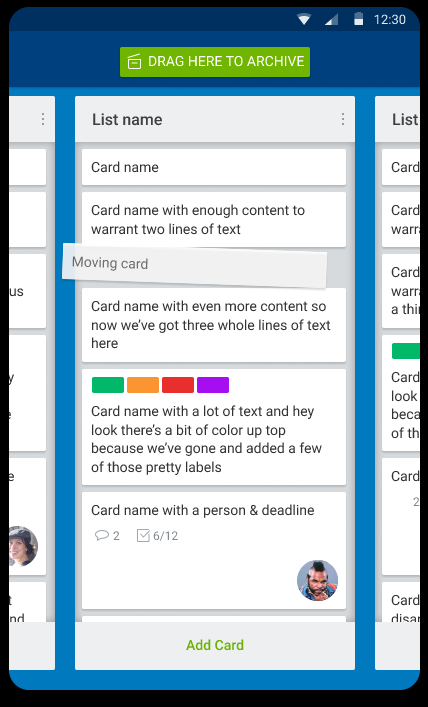 12:30
DRAG HERE TO ARCHIVE
List name
Card name
Card name with enough content to
warrant two lines of text
Moving card
Card name with even more content so
now we’ve got three whole lines of text
here
Card name with a lot of text and hey
look there’s a bit of color up top
because we’ve gone and added a few
of those pretty labels
Card name with a person & deadline
2
6/12
Add Card
us
y
e
e
t
nd
List
Card
Card
warra
Card
warra
a thir
Card
look
beca
of th
Card
2
Card
disar